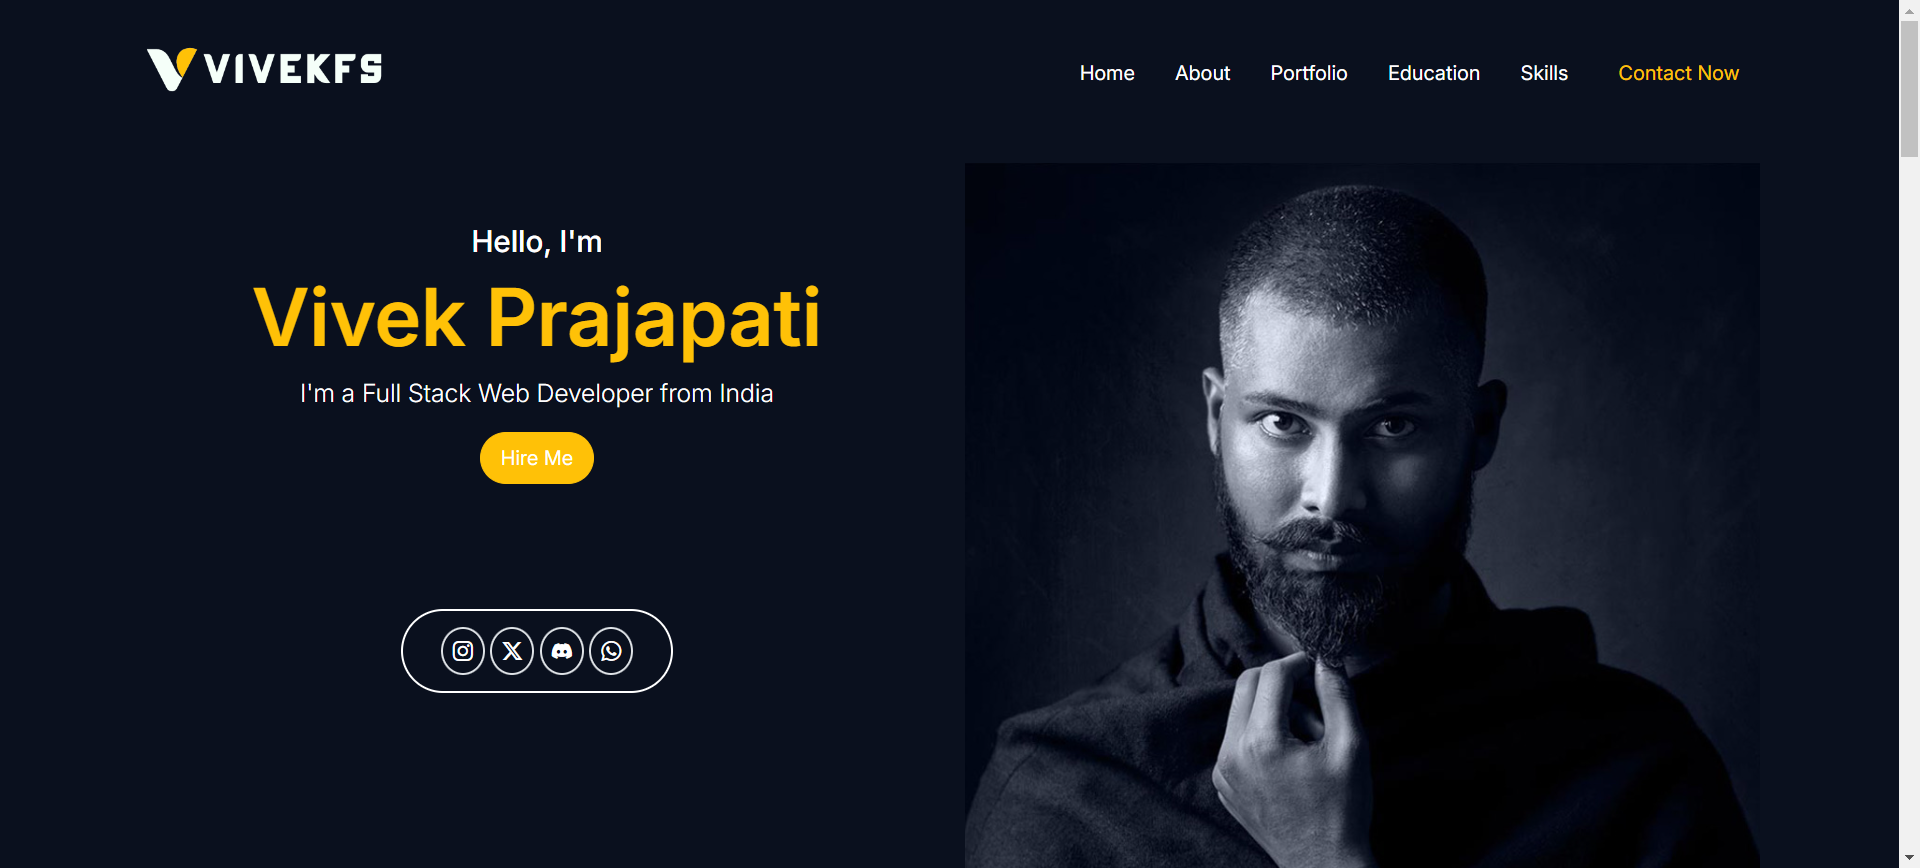 VIVEKFS
Home About Portfolio Education Skills Contact Now
Hello, I'm
Vivek Prajapati
I'm a Full Stack Web Developer from India
Hire Me